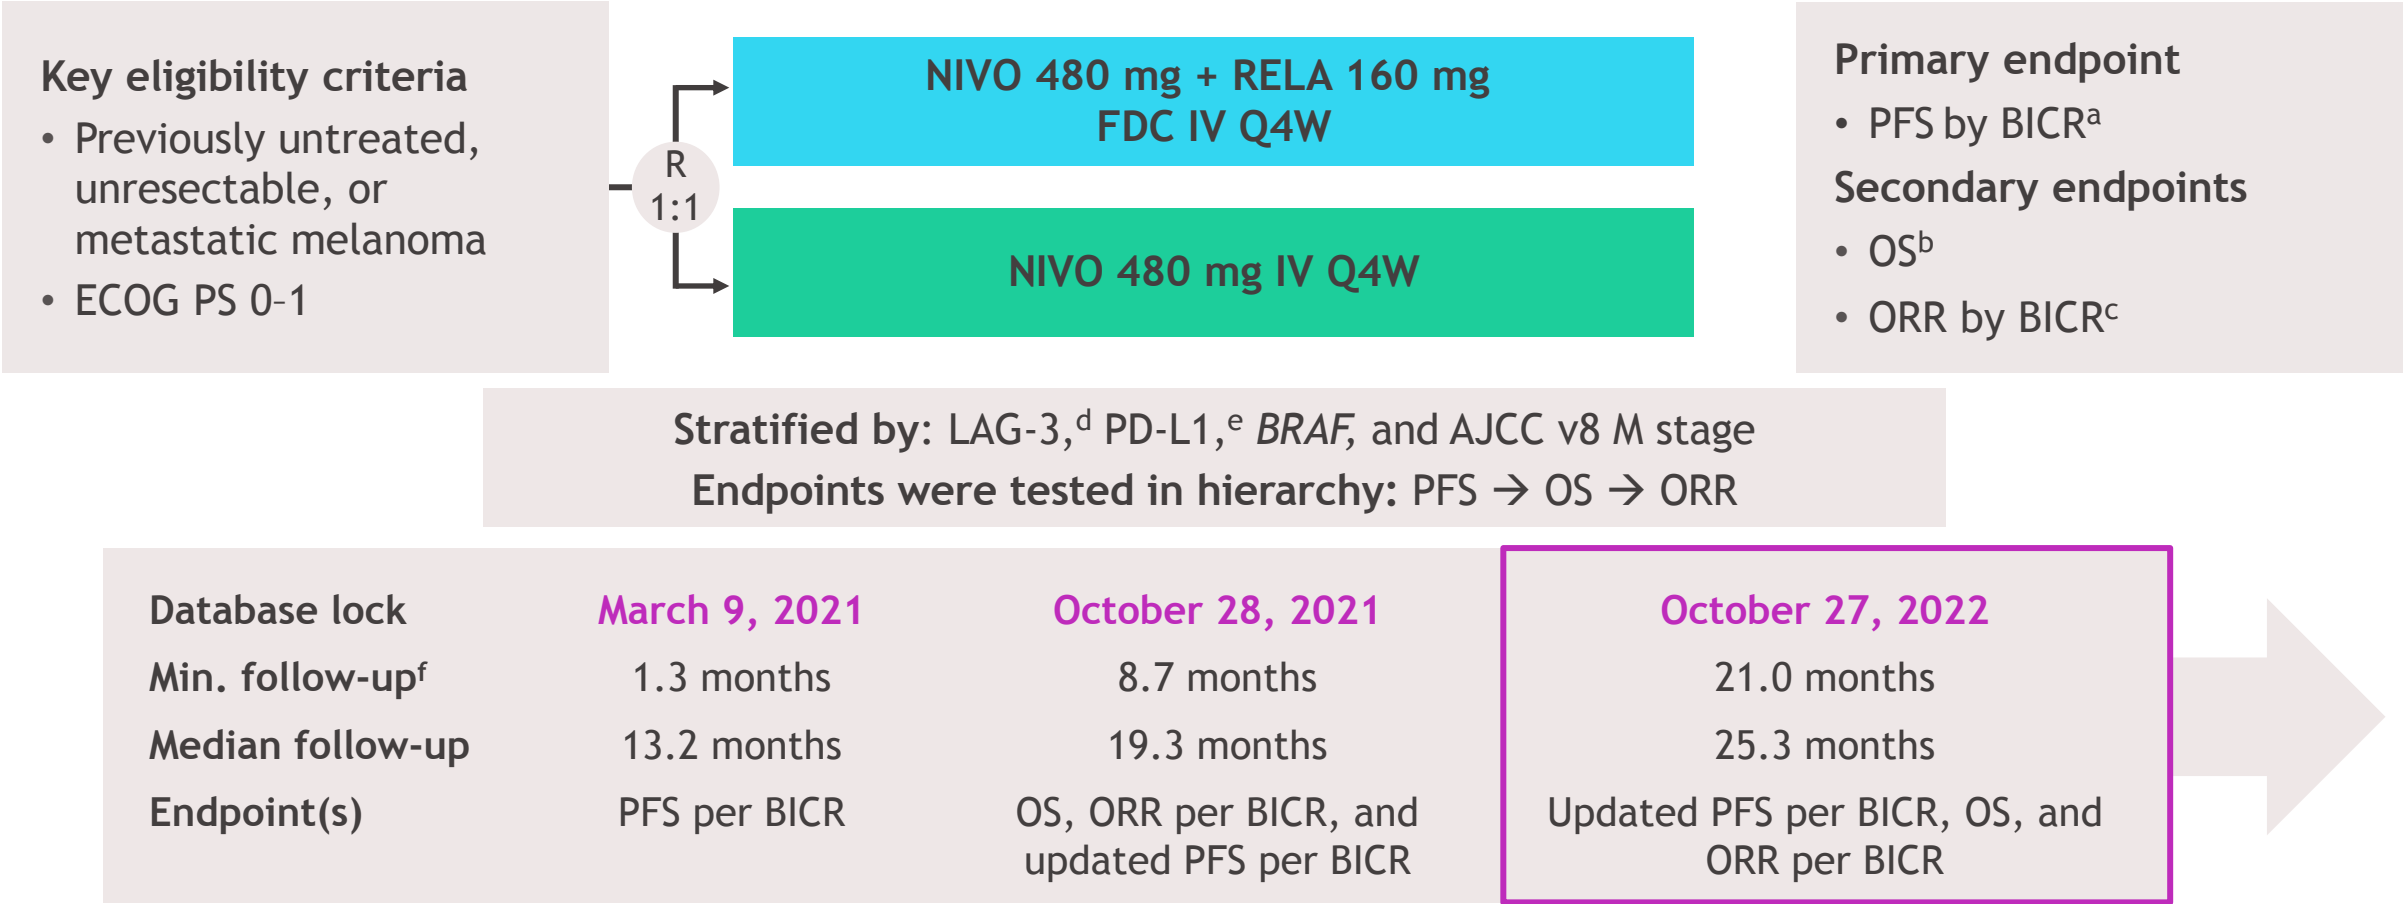 Key eligibility criteria
• Previously untreated,
unresectable, or
metastatic melanoma
• ECOG PS 0–1
R
1:1
NIVO 480 mg + RELA 160 mg
FDC IV Q4W
NIVO 480 mg IV Q4W
Primary endpoint
• PFS by BICRᵃ
Secondary endpoints
• OSᵇ
• ORR by BICRᶜ
Stratified by: LAG-3,ᵈ PD-L1,ᵉ BRAF, and AJCC v8 M stage
Endpoints were tested in hierarchy: PFS → OS → ORR
Database lock March 9, 2021 October 28, 2021 October 27, 2022
Min. follow-upᶠ 1.3 months 8.7 months 21.0 months
Median follow-up 13.2 months 19.3 months 25.3 months
Endpoint(s) PFS per BICR OS, ORR per BICR, and Updated PFS per BICR, OS, and
updated PFS per BICR ORR per BICR